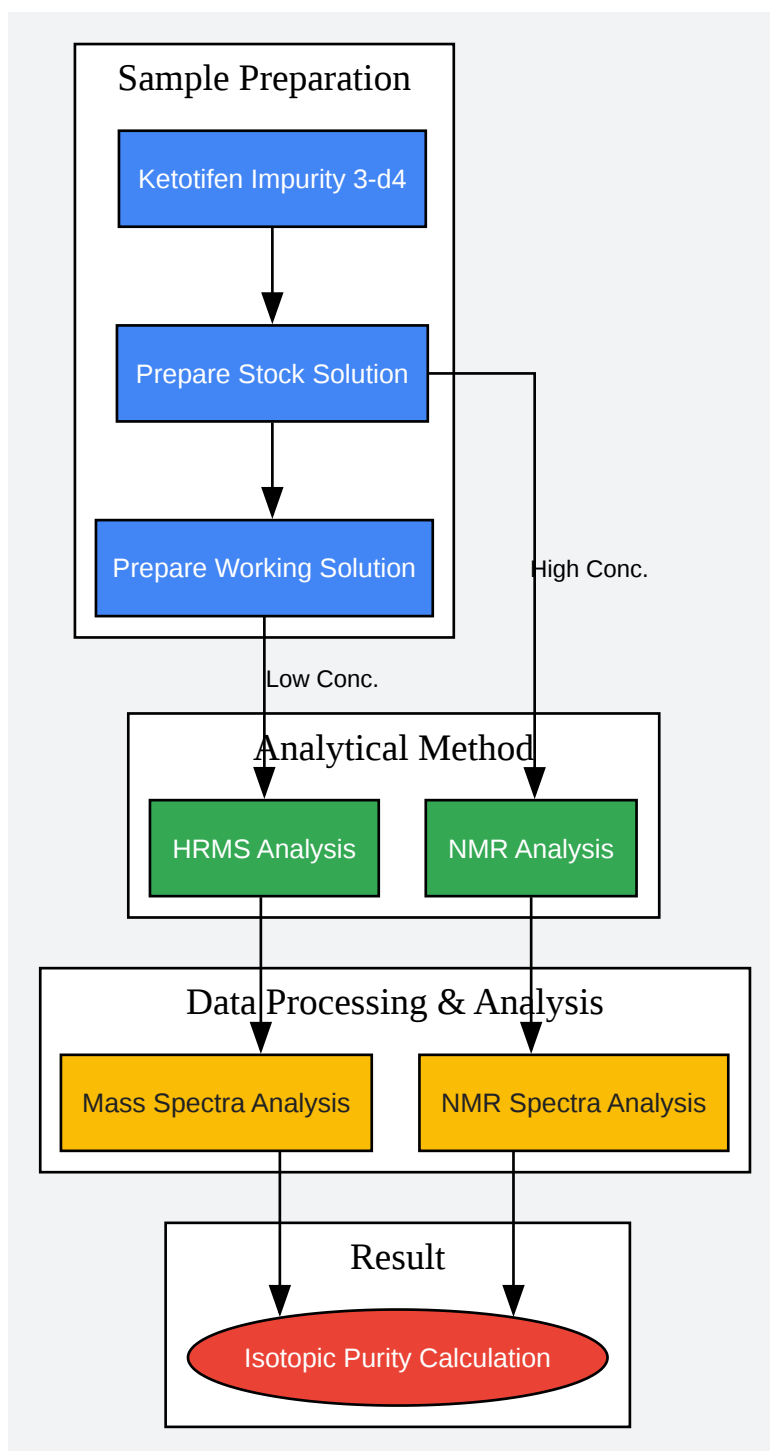 Sample Preparation
Ketotifen Impurity 3-d4
Prepare Stock Solution
Prepare Working Solution
High Conc.
Low Conc.
Analytical Method
HRMS Analysis
NMR Analysis
Data Processing & Analysis
Mass Spectra Analysis
NMR Spectra Analysis
Result
Isotopic Purity Calculation